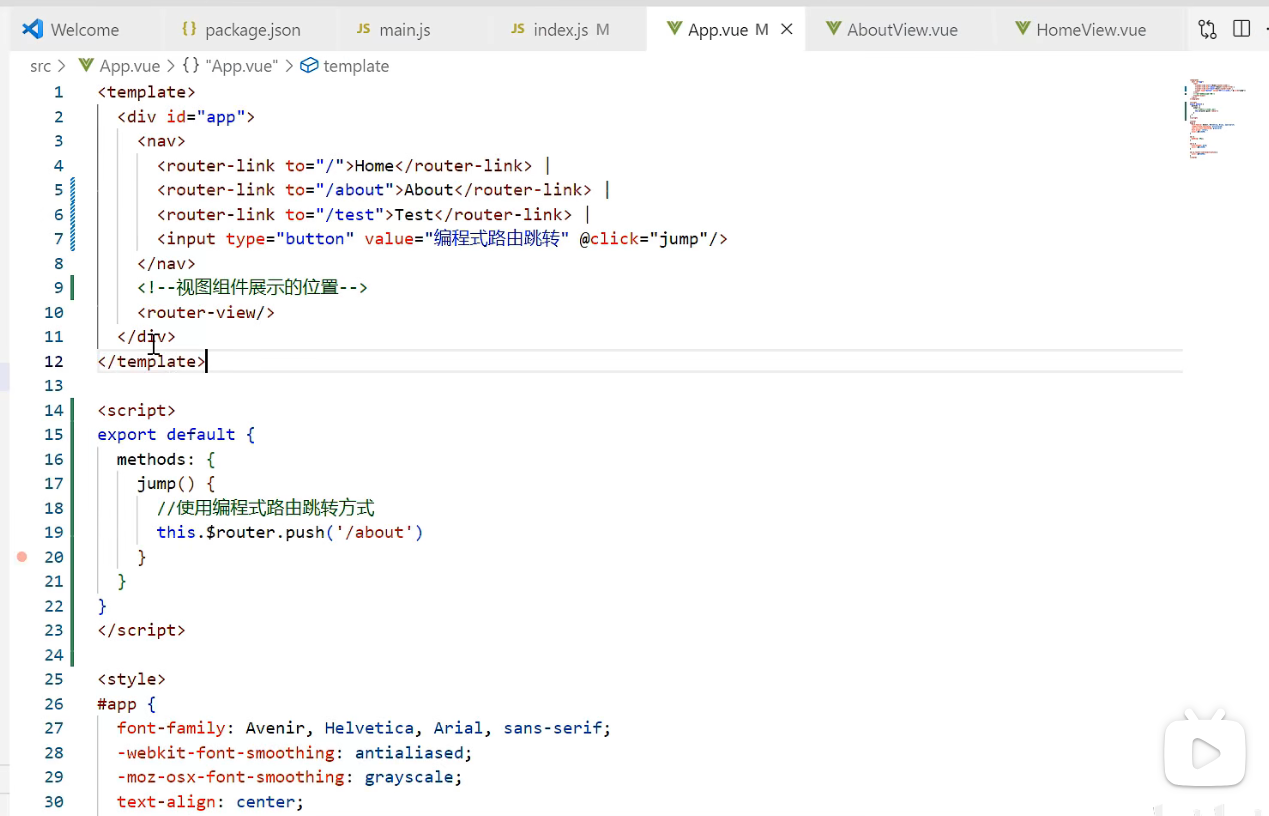 Welcome {} package.json JS main.js JS index.js M App.vue M AboutView.vue HomeView.vue
src > App.vue > {} "App.vue" > template
1 <template>
2 <div id="app">
3 <nav>
4 <router-link to="/">Home</router-link> |
5 <router-link to="/about">About</router-link> |
6 <router-link to="/test">Test</router-link> |
7 <input type="button" value="编程式路由跳转" @click="jump"/>
8 </nav>
9 <!--视图组件展示的位置-->
10 <router-view/>
11 </div>
12 </template>
13
14 <script>
15 export default {
16 methods: {
17 jump() {
18 //使用编程式路由跳转方式
19 this.$router.push('/about')
20 }
21 }
22 }
23 </script>
24
25 <style>
26 #app {
27 font-family: Avenir, Helvetica, Arial, sans-serif;
28 -webkit-font-smoothing: antialiased;
29 -moz-osx-font-smoothing: grayscale;
30 text-align: center;